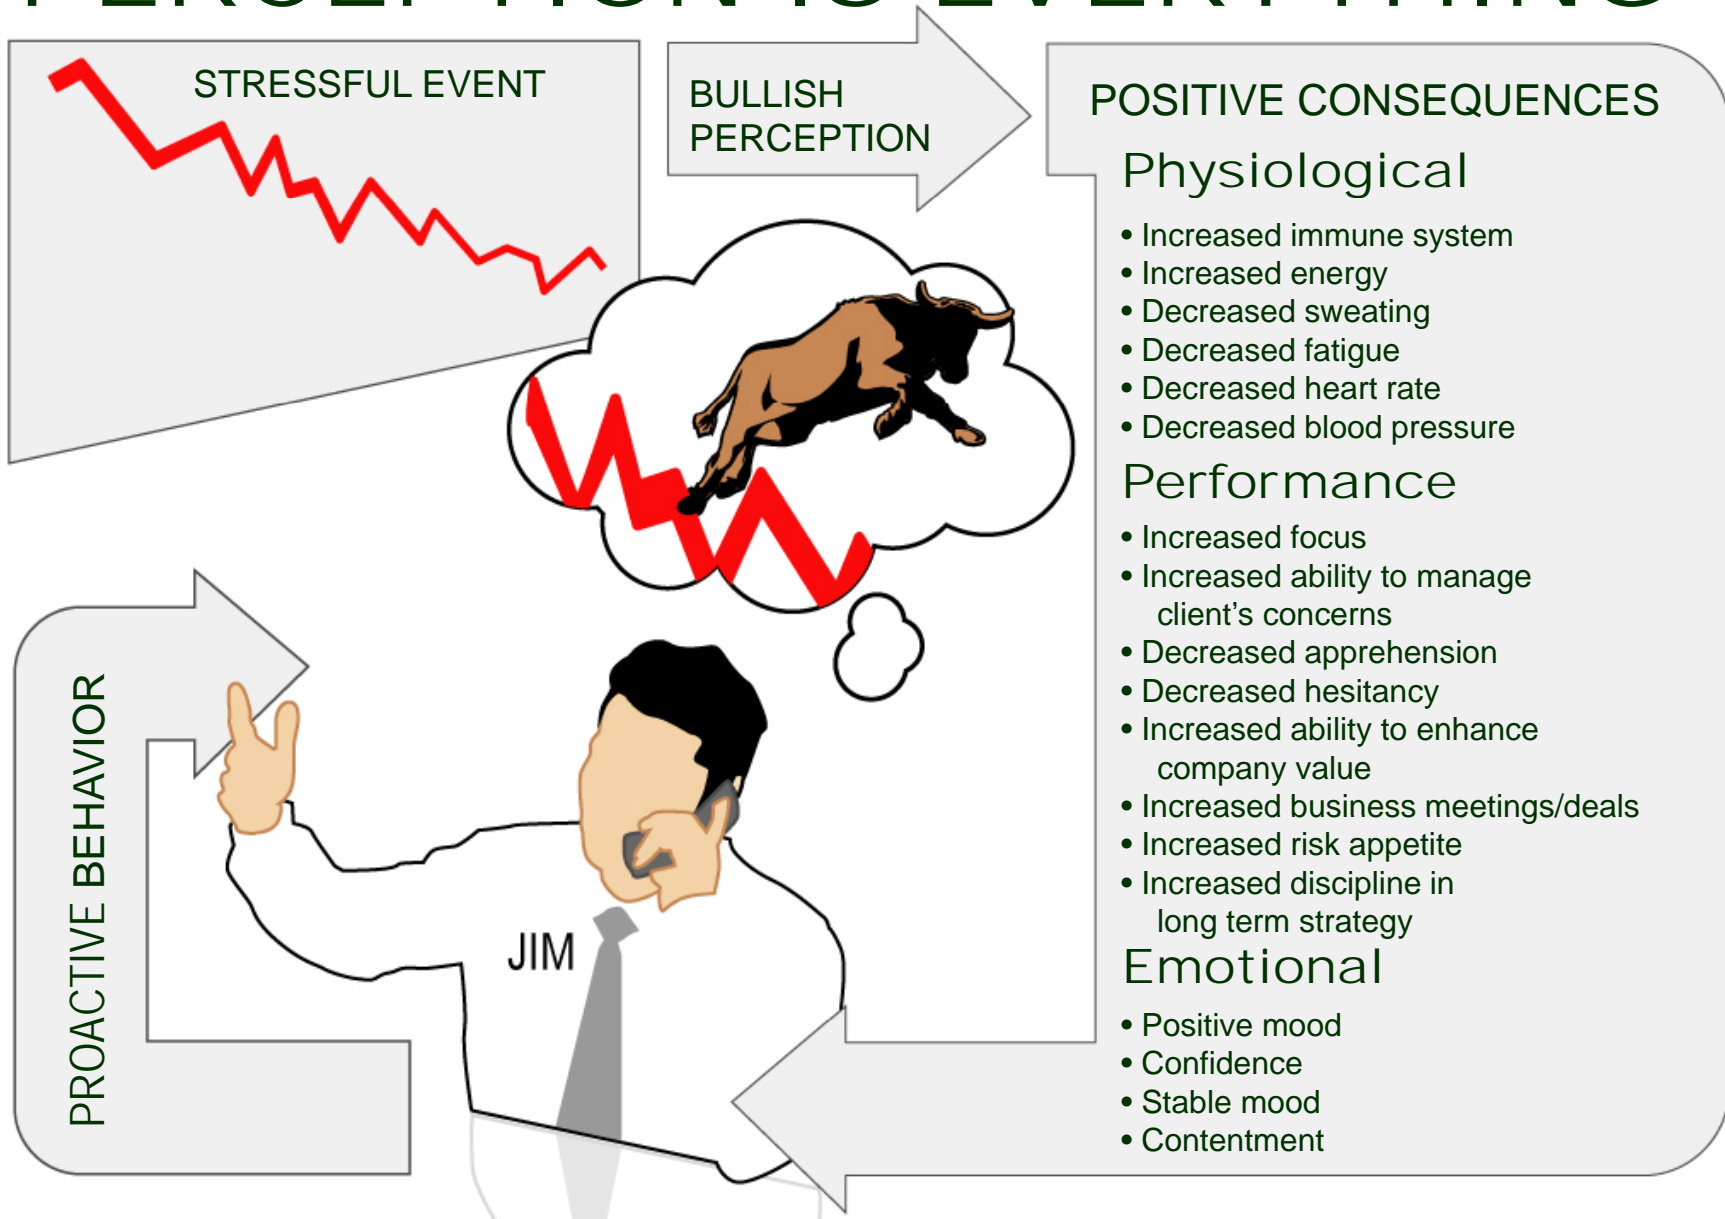 PERCEPTION IS EVERYTHING
STRESSFUL EVENT
BULLISH
PERCEPTION
POSITIVE CONSEQUENCES
Physiological
• Increased immune system
• Increased energy
• Decreased sweating
• Decreased fatigue
• Decreased heart rate
• Decreased blood pressure
Performance
• Increased focus
• Increased ability to manage
client’s concerns
• Decreased apprehension
• Decreased hesitancy
• Increased ability to enhance
company value
• Increased business meetings/deals
• Increased risk appetite
• Increased discipline in
long term strategy
Emotional
• Positive mood
• Confidence
• Stable mood
• Contentment
JIM
PROACTIVE BEHAVIOR